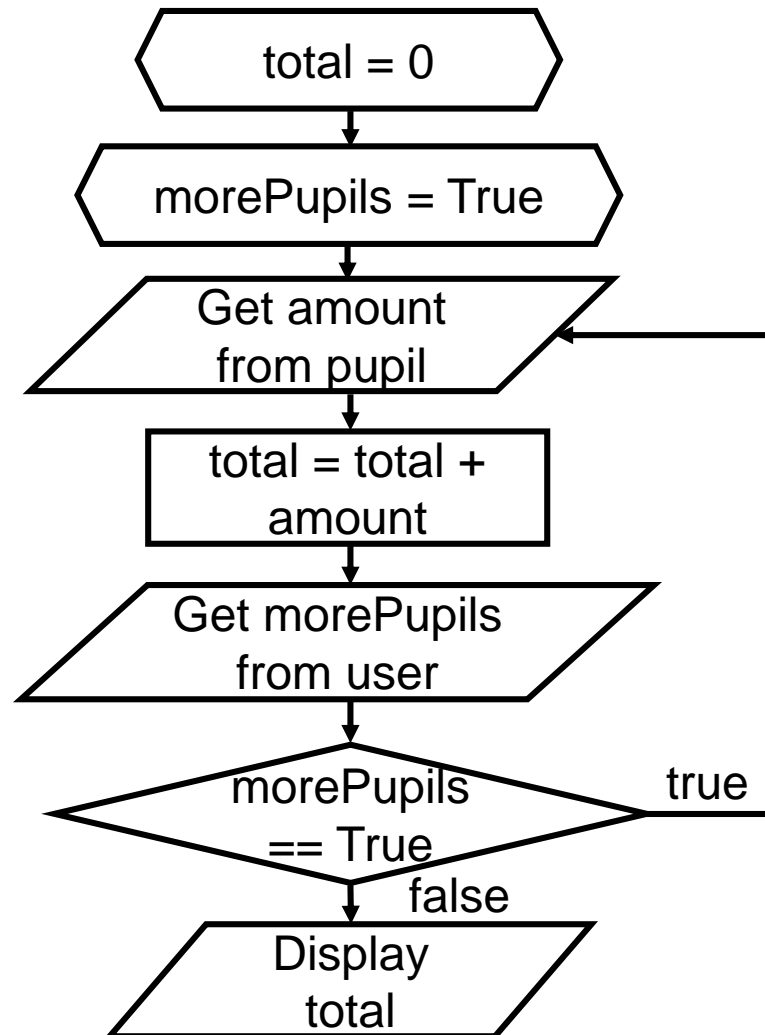 total = 0
morePupils = True
Get amount
from pupil
total = total +
amount
Get morePupils
from user
morePupils
== True
true
false
Display
total